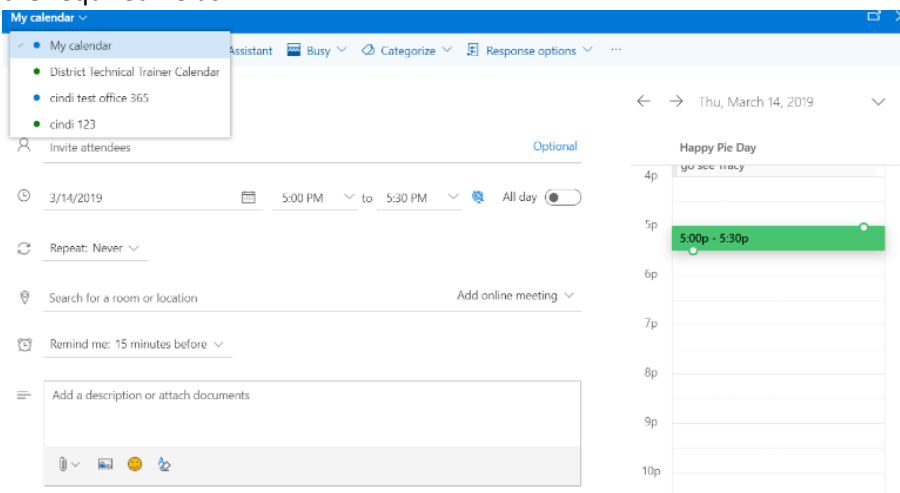 My calendar
My calendar
Assistant Busy Categorize Response options ...
District Technical Trainer Calendar
cindi test office 365
cindi 123
Thu, March 14, 2019
Invite attendees Optional
Happy Pie Day
go see Tracy
4p
3/14/2019 5:00 PM to 5:30 PM All day
5p
5:00p - 5:30p
Repeat: Never
6p
Search for a room or location Add online meeting
7p
Remind me: 15 minutes before
8p
Add a description or attach documents
9p
10p